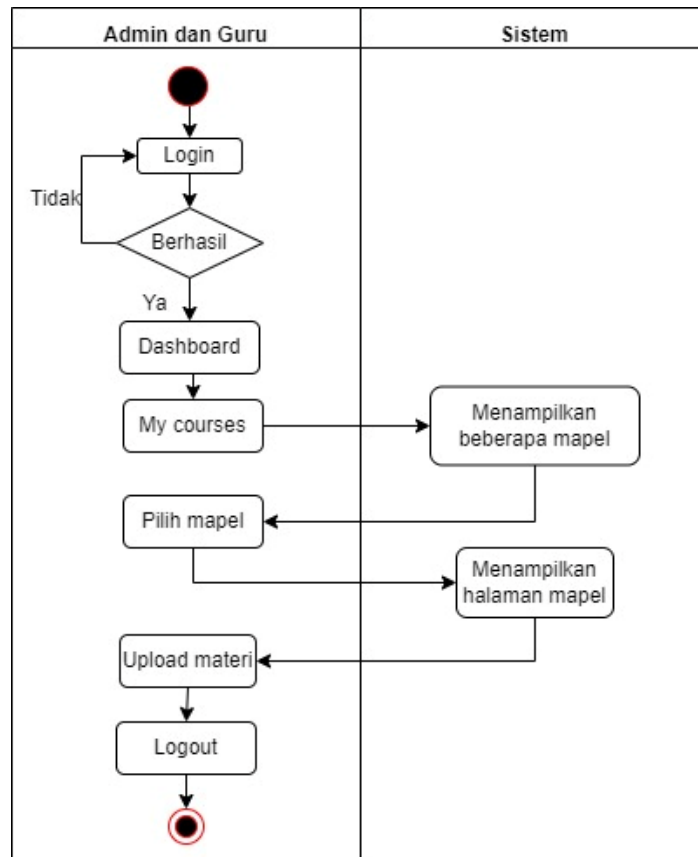 Admin dan Guru
Sistem
Login
Tidak
Berhasil
Ya
Dashboard
My courses
Menampilkan
beberapa mapel
Pilih mapel
Menampilkan
halaman mapel
Upload materi
Logout